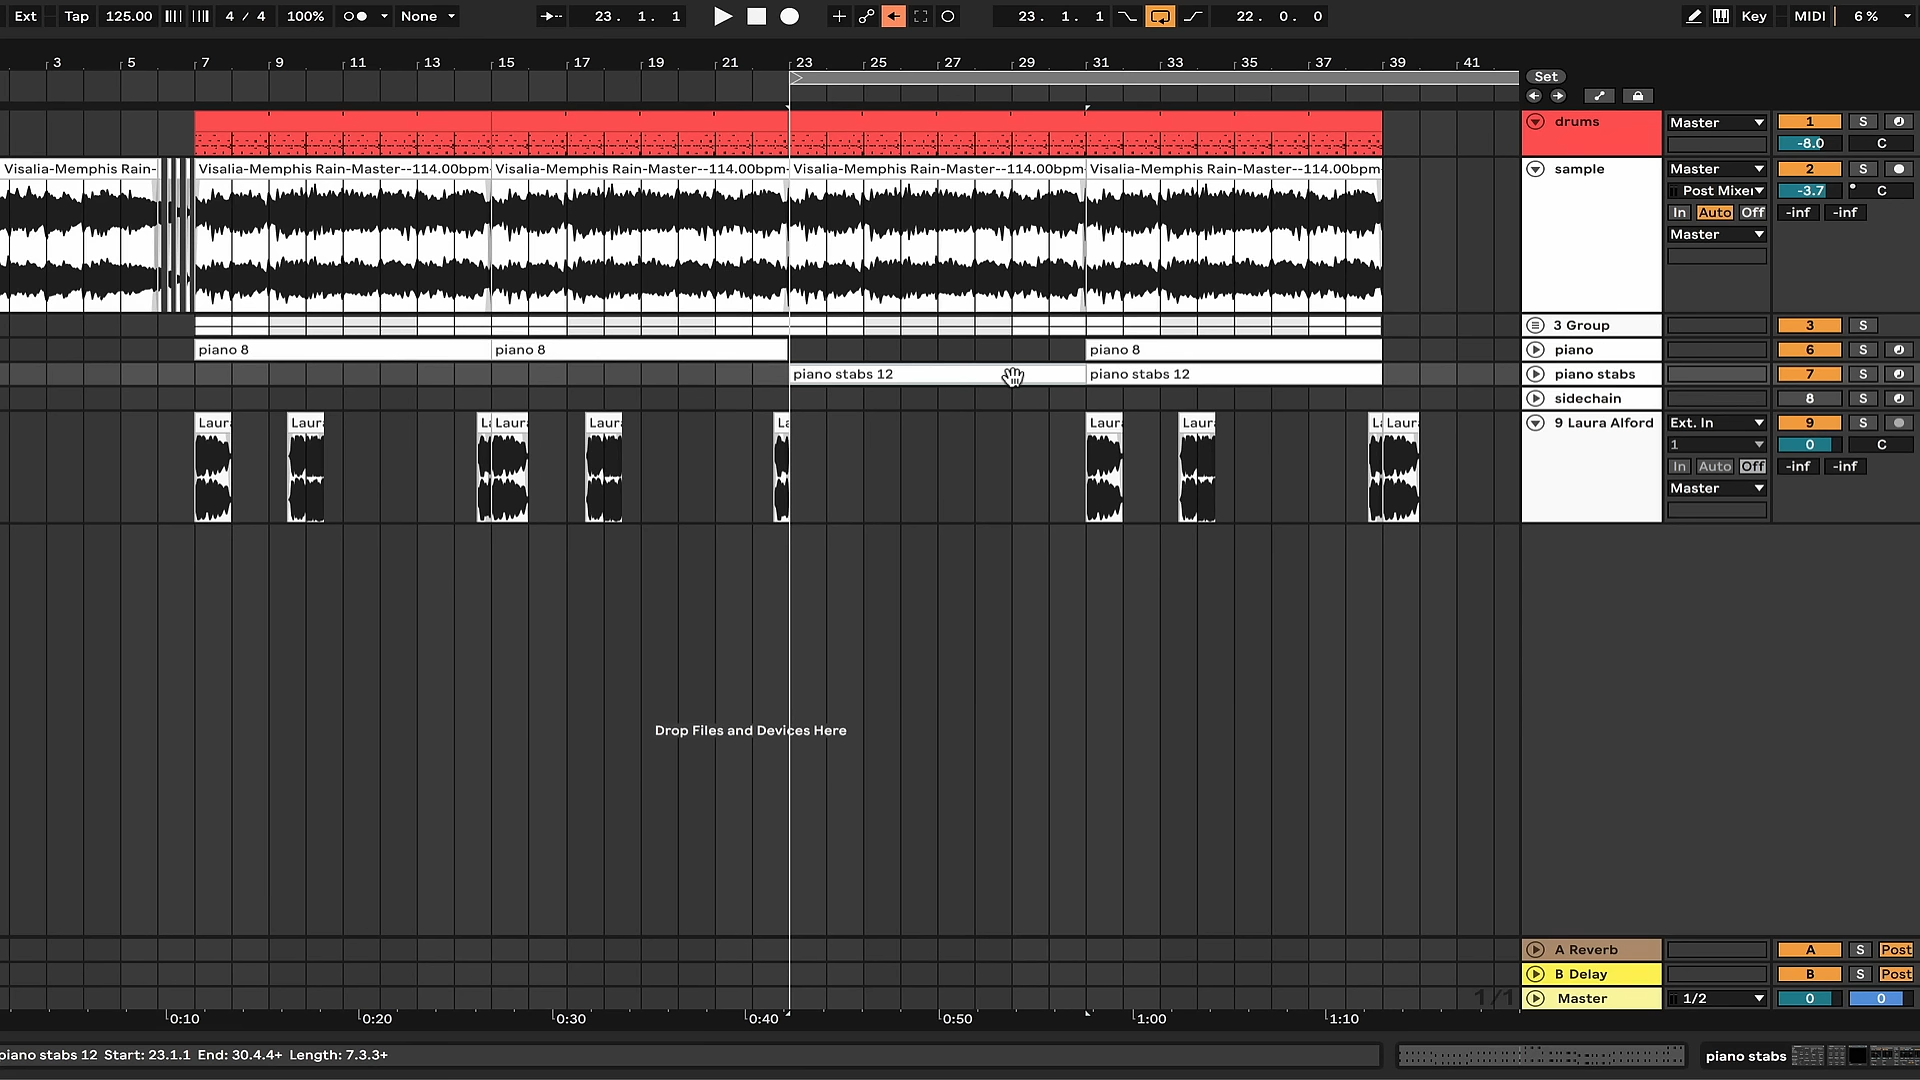 Ext Tap 125.00 4 / 4 100% None 23. 1. 1 23. 1. 1 22. 0. 0 Key MIDI 6 %
3 5 7 9 11 13 15 17 19 21 23 25 27 29 31 33 35 37 39 41
Set
drums Master 1 S
-8.0 C
Visalia-Memphis Rain- Visalia-Memphis Rain-Master--114.00bpm- Visalia-Memphis Rain-Master--114.00bpm- Visalia-Memphis Rain-Master--114.00bpm- Visalia-Memphis Rain-Master--114.00bpm- sample Master 2 S
Post Mixer -3.7 C
In Auto Off -inf -inf
Master
3 Group 3 S
piano 8 piano 8 piano 8 piano 6 S
piano stabs 12 piano stabs 12 piano stabs 7 S
sidechain 8 S
Laura Laura La Laura Laura La Laura Laura La Laura 9 Laura Alford Ext. In 9 S
1 0 C
In Auto Off -inf -inf
Master
Drop Files and Devices Here
A Reverb A S Post
B Delay B S Post
1/1 Master 1/2 0 0
0:10 0:20 0:30 0:40 0:50 1:00 1:10
piano stabs 12 Start: 23.1.1 End: 30.4.4+ Length: 7.3.3+ piano stabs